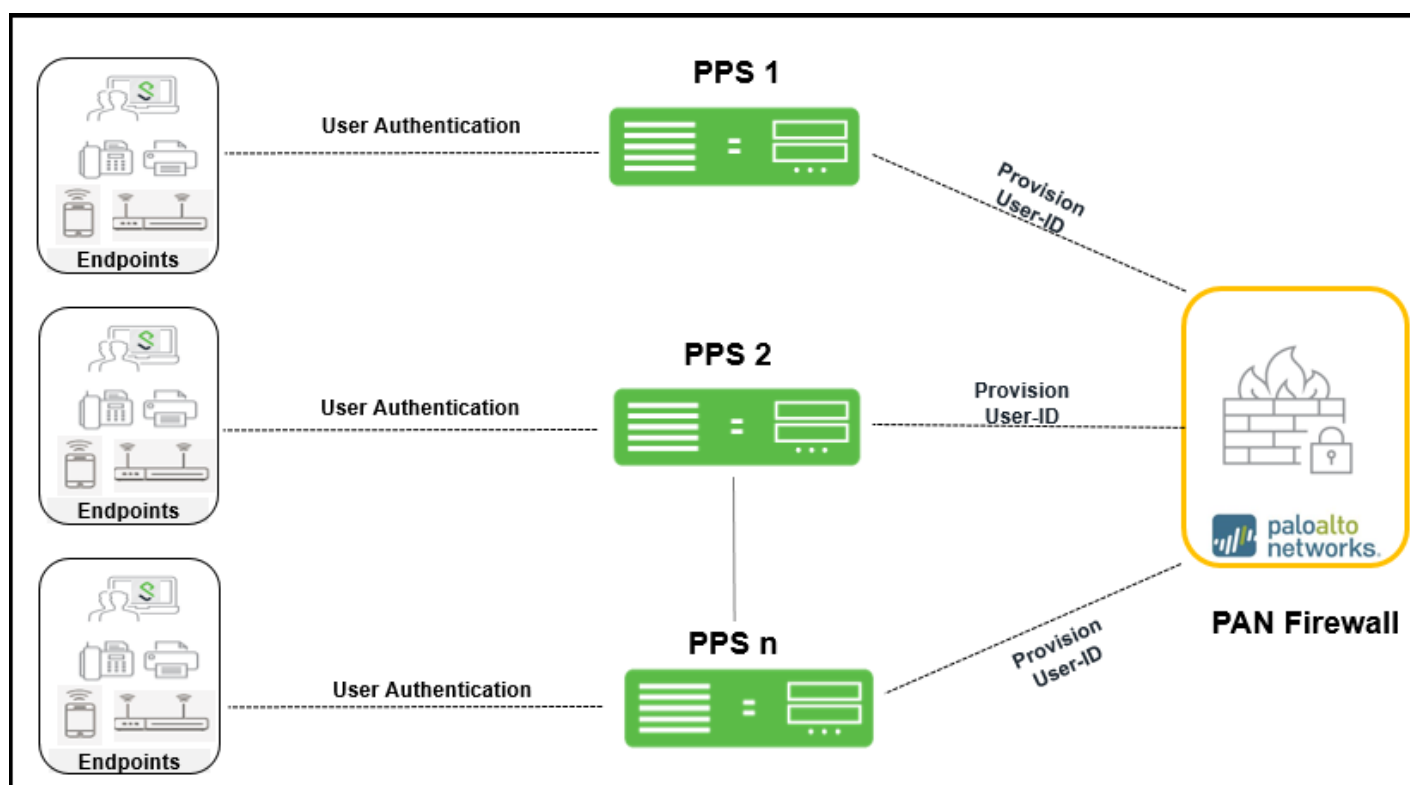 PPS 1
User Authentication
Provision
User-ID
Endpoints
PPS 2
User Authentication
Provision
User-ID
Endpoints
paloalto
networks.
PAN Firewall
PPS n
User Authentication
Provision
User-ID
Endpoints